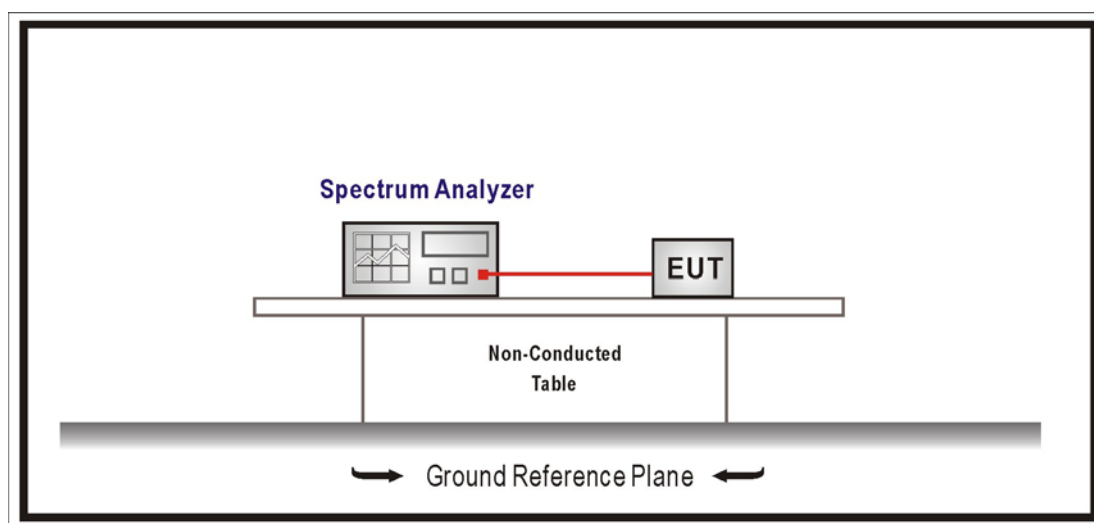 Spectrum Analyzer
EUT
Non-Conducted
Table
Ground Reference Plane